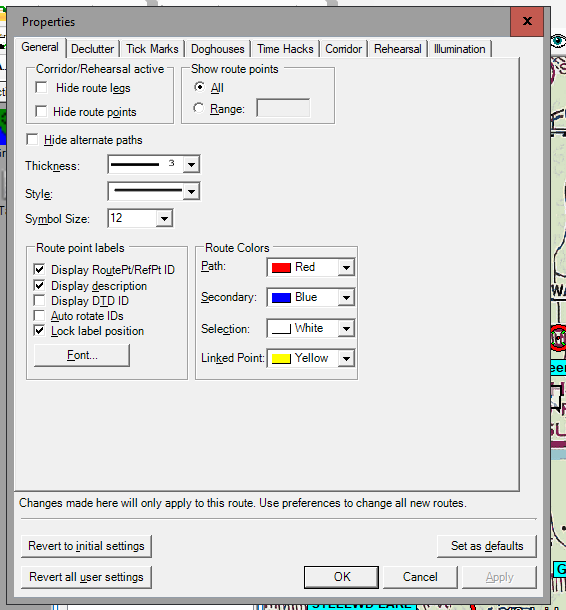 Properties
x
General Declutter Tick Marks Doghouses Time Hacks Corridor Rehearsal Illumination
Corridor/Rehearsal active
Hide route legs
Hide route points
Show route points
All
Range:
Hide alternate paths
Thickness: 3
Style:
Symbol Size: 12
Route point labels
Display RoutePt/RefPt ID
Display description
Display DTD ID
Auto rotate IDs
Lock label position
Font...
Route Colors
Path: Red
Secondary: Blue
Selection: White
Linked Point: Yellow
Changes made here will only apply to this route. Use preferences to change all new routes.
Revert to initial settings Set as defaults
Revert all user settings OK Cancel Apply